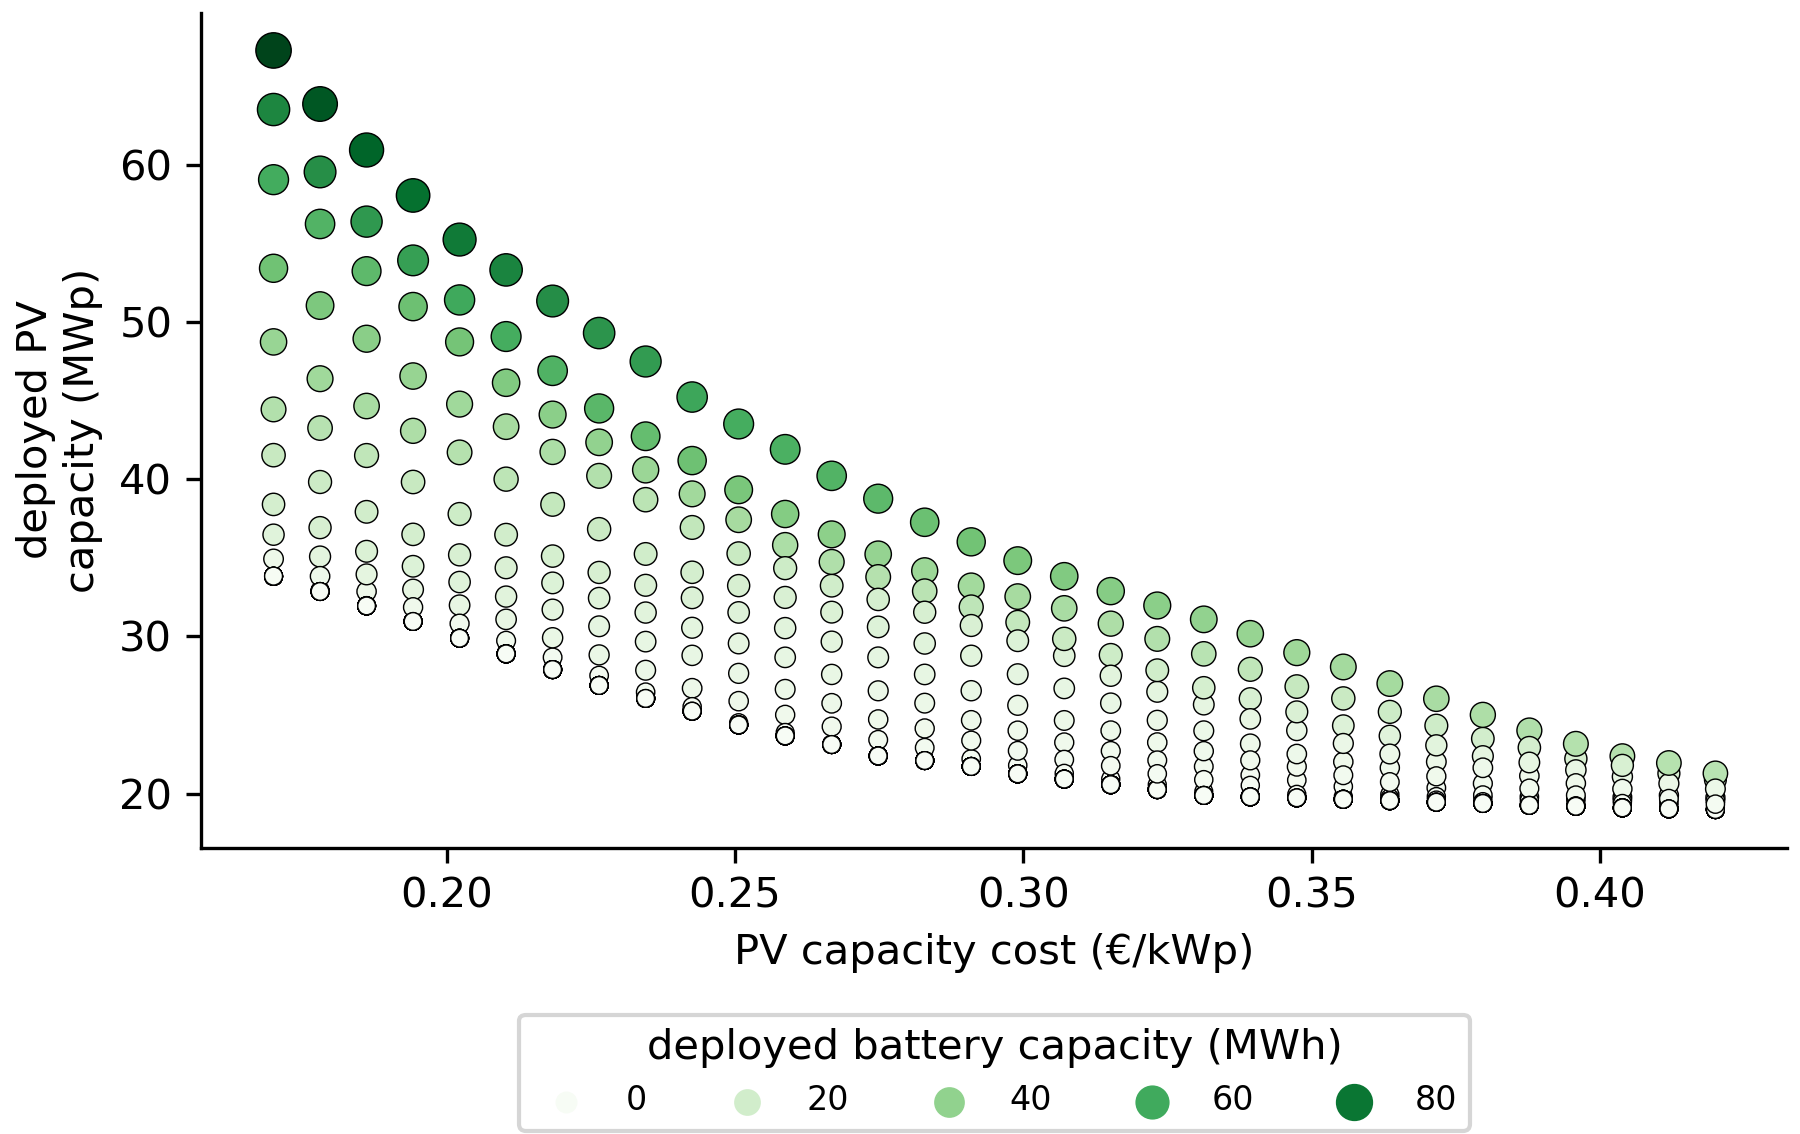 deployed PV
capacity (MWp)
60
50
40
30
20
0.20 0.25 0.30 0.35 0.40
PV capacity cost (€/kWp)
deployed battery capacity (MWh)
0 20 40 60 80